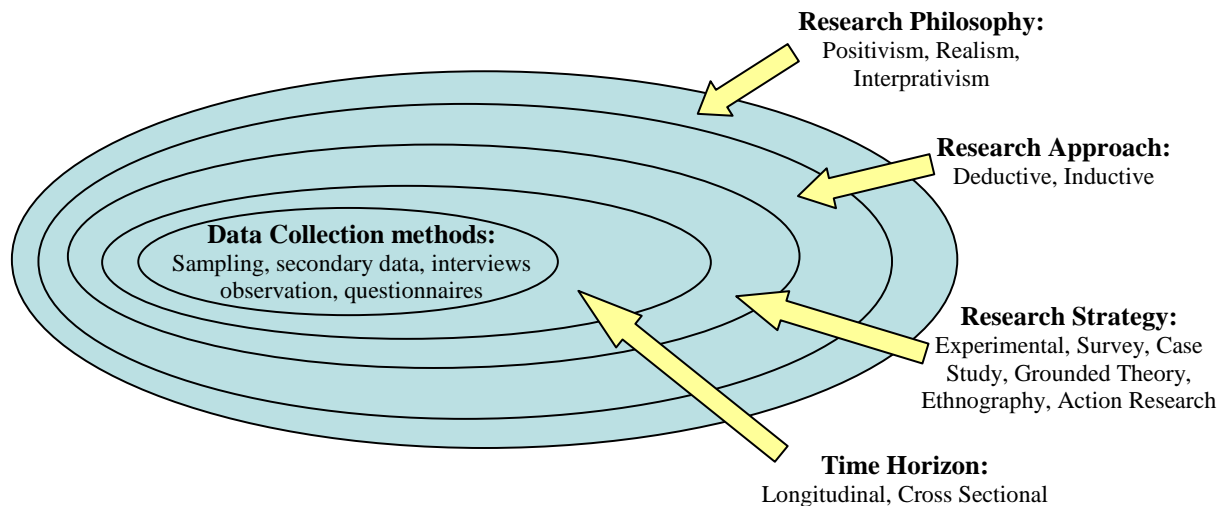 Research Philosophy:
Positivism, Realism,
Interprativism
Research Approach:
Deductive, Inductive
Data Collection methods:
Sampling, secondary data, interviews
observation, questionnaires
Research Strategy:
Experimental, Survey, Case
Study, Grounded Theory,
Ethnography, Action Research
Time Horizon:
Longitudinal, Cross Sectional